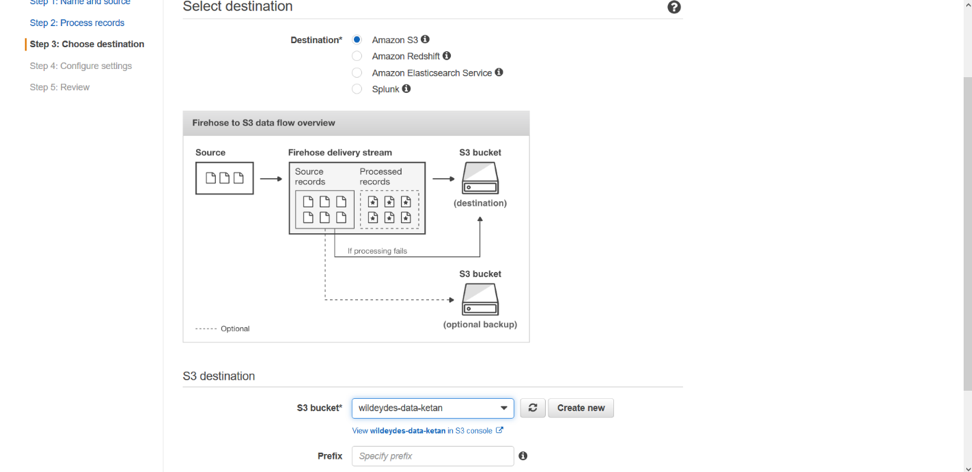 Step 1: Name and source
Step 2: Process records
Step 3: Choose destination
Step 4: Configure settings
Step 5: Review
Select destination
Destination* Amazon S3
Amazon Redshift
Amazon Elasticsearch Service
Splunk
Firehose to S3 data flow overview
Source
Firehose delivery stream
S3 bucket
Source
records
Processed
records
(destination)
If processing fails
S3 bucket
(optional backup)
Optional
S3 destination
S3 bucket* wildeydes-data-ketan Create new
View wildeydes-data-ketan in S3 console
Prefix Specify prefix